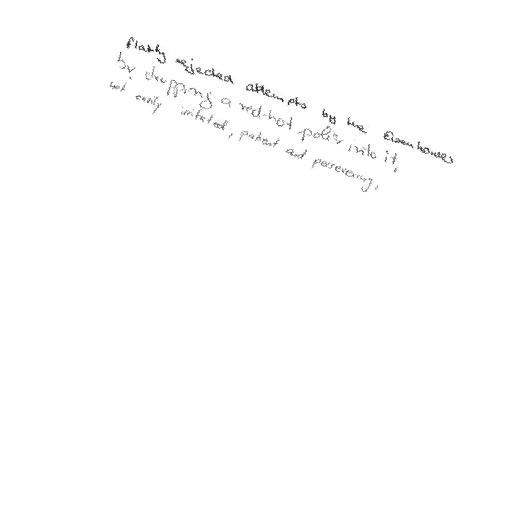 flatly rejected attempts by the Eisenhower
by dropping a red-hot poker into it,
not easily irritated, patient and persevering,